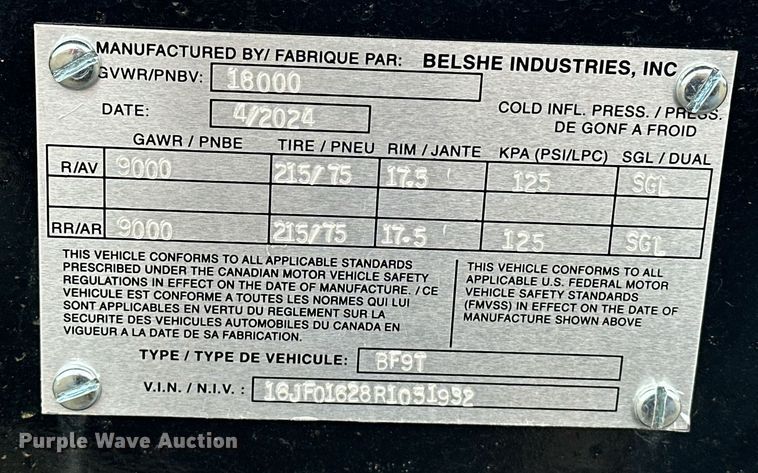 MANUFACTURED BY/ FABRIQUE PAR: BELSHE INDUSTRIES, INC
GVWR/PNBV: 18000
DATE: 4/2024
COLD INFL. PRESS. / PRESS.
DE GONF A FROID
GAWR / PNBE TIRE / PNEU RIM / JANTE KPA (PSI/LPC) SGL / DUAL
R/AV 9000 215/75 17.5 125 SGL
RR/AR 9000 215/75 17.5 125 SGL
THIS VEHICLE CONFORMS TO ALL APPLICABLE STANDARDS
PRESCRIBED UNDER THE CANADIAN MOTOR VEHICLE SAFETY
REGULATIONS IN EFFECT ON THE DATE OF MANUFACTURE. / CE
VEHICULE EST CONFORME A TOUTES LES NORMES QUI LUI
SONT APPLICABLES EN VERTU DU REGLEMENT SUR LA
SECURITE DES VEHICULES AUTOMOBILES DU CANADA EN
VIGUEUR A LA DATE DE SA FABRICATION.
THIS VEHICLE CONFORMS TO ALL
APPLICABLE U.S. FEDERAL MOTOR
VEHICLE SAFETY STANDARDS
(FMVSS) IN EFFECT ON THE DATE OF
MANUFACTURE SHOWN ABOVE
TYPE / TYPE DE VEHICULE: BF9T
V.I.N. / N.I.V. : 16JF01628R1051932
Purple Wave Auction